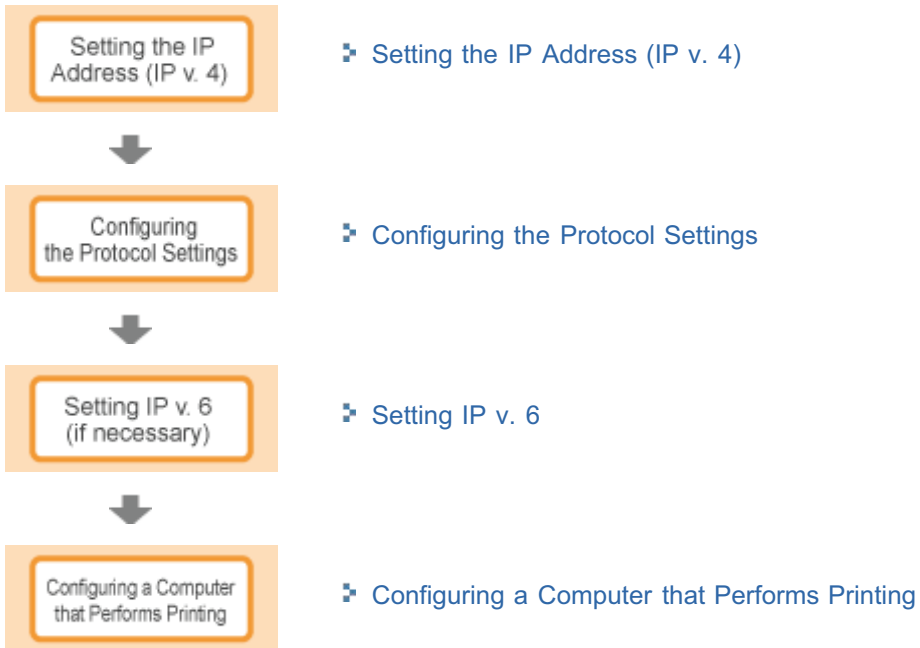 Setting the IP
Address (IP v. 4)
Setting the IP Address (IP v. 4)
Configuring
the Protocol Settings
Configuring the Protocol Settings
Setting IP v. 6
(if necessary)
Setting IP v. 6
Configuring a Computer
that Performs Printing
Configuring a Computer that Performs Printing